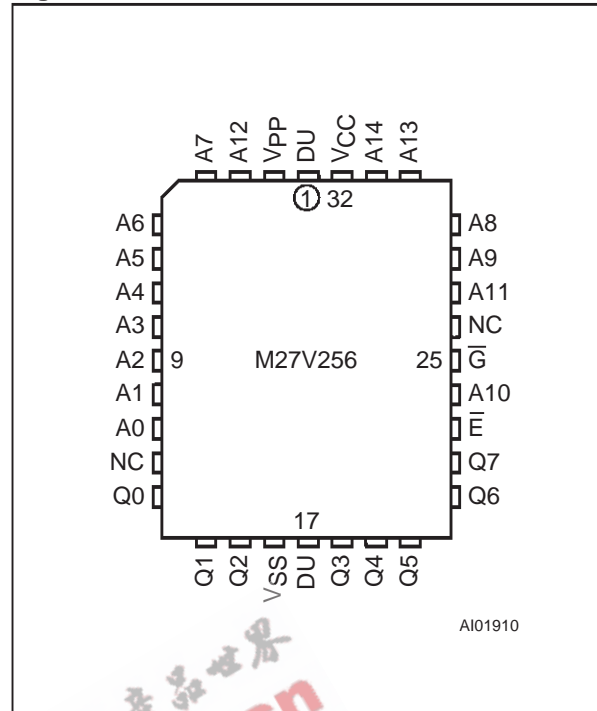 A7 A12 VPP DU VCC A14 A13
1 32
A6 A8
A5 A9
A4 A11
A3 NC
A2 9 M27V256 25 G
A1 A10
A0 E
NC Q7
Q0 Q6
17
Q1 Q2 VSS DU Q3 Q4 Q5
AI01910